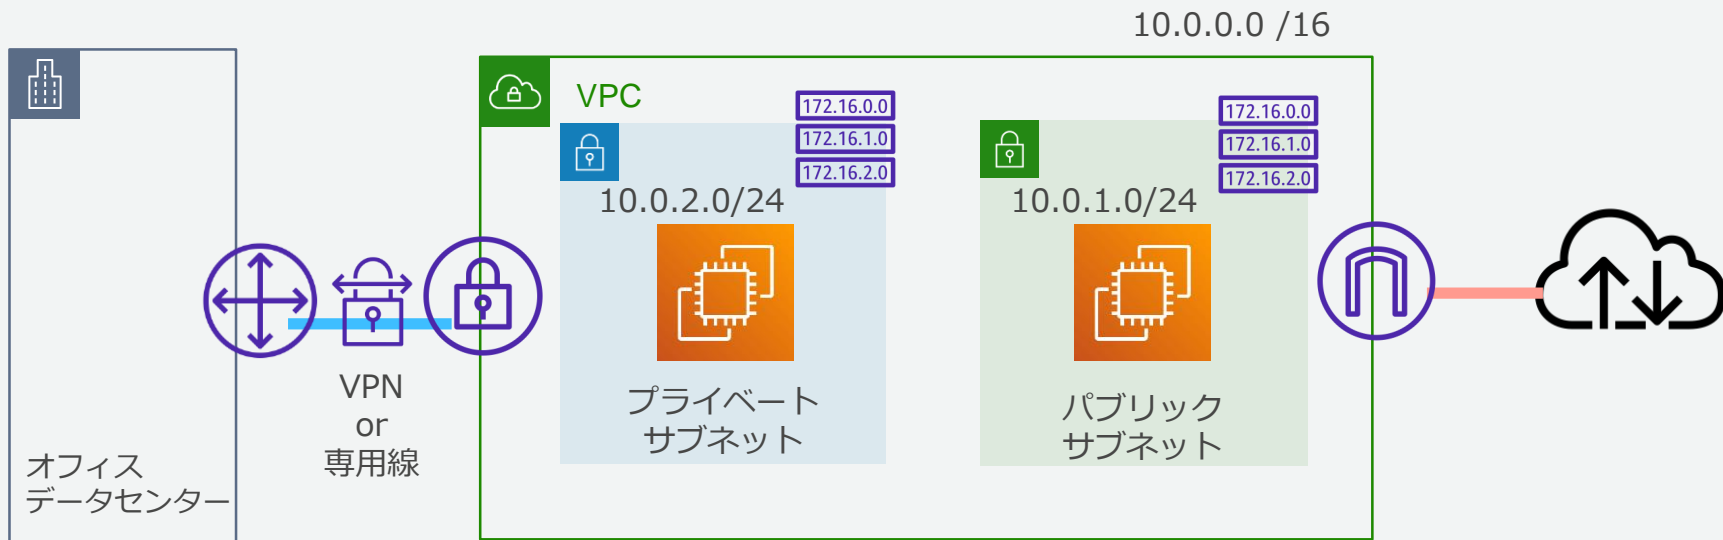 10.0.0.0 /16
VPC
172.16.0.0
172.16.1.0
172.16.2.0
10.0.2.0/24
プライベート
サブネット
172.16.0.0
172.16.1.0
172.16.2.0
10.0.1.0/24
パブリック
サブネット
VPN
or
専用線
オフィス
データセンター